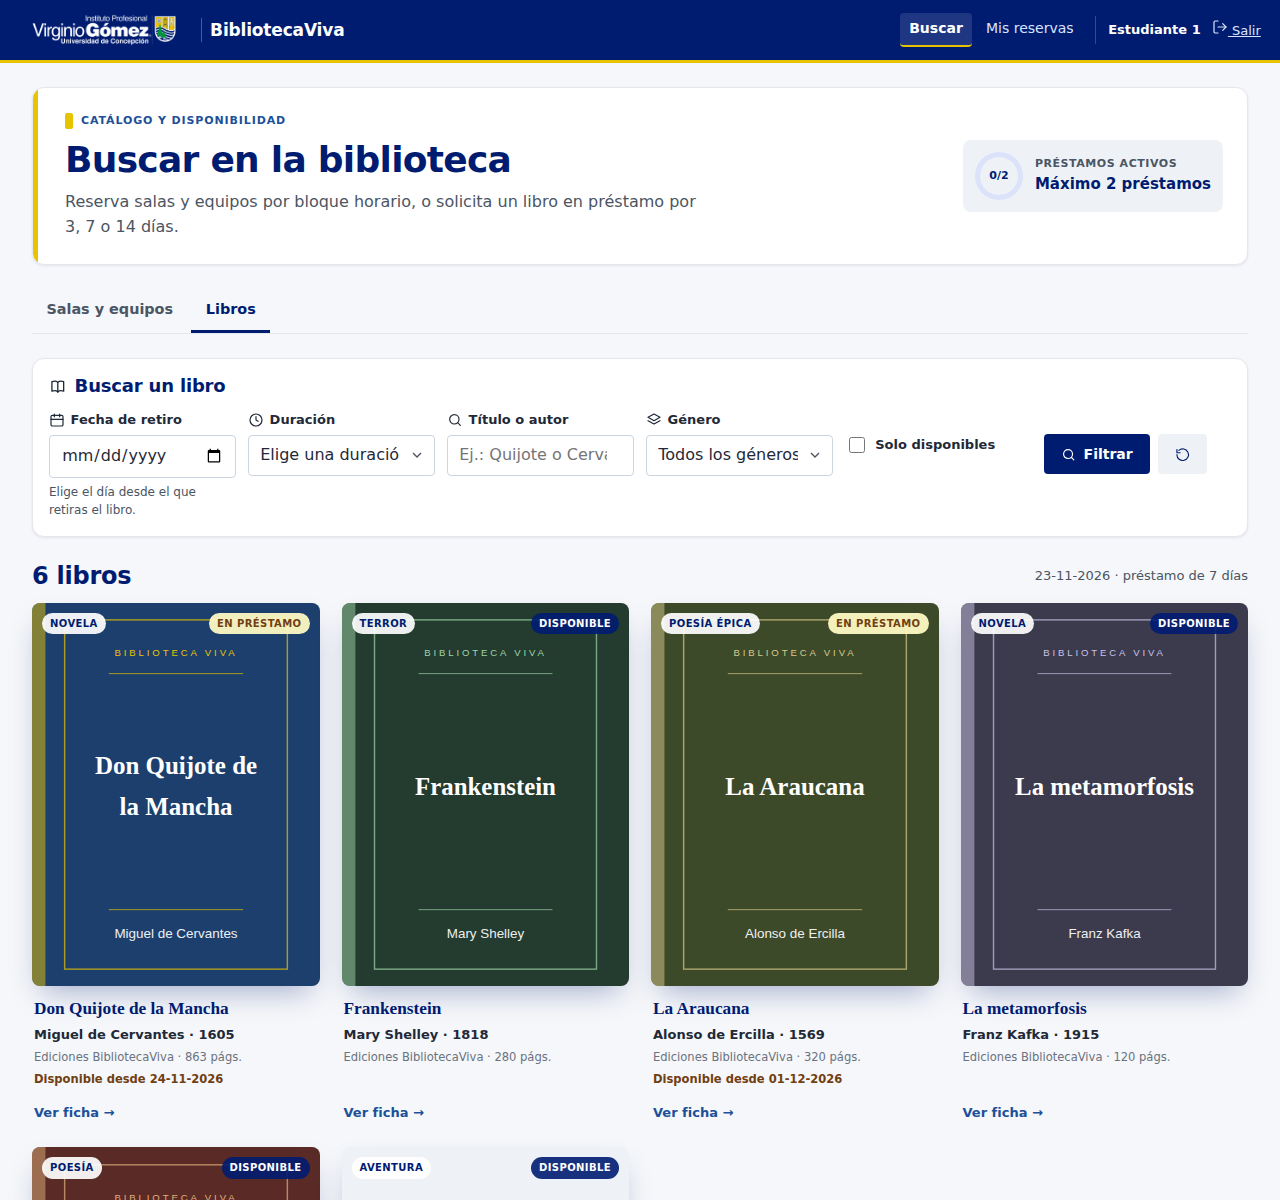 Instituto Profesional
VirginioGómez
Universidad de Concepción
BibliotecaViva
Buscar
Mis reservas
Estudiante 1
Salir
CATÁLOGO Y DISPONIBILIDAD
Buscar en la biblioteca
Reserva salas y equipos por bloque horario, o solicita un libro en préstamo por
3, 7 o 14 días.
0/2
PRÉSTAMOS ACTIVOS
Máximo 2 préstamos
Salas y equipos
Libros
Buscar un libro
Fecha de retiro
Duración
Título o autor
Género
mm/dd/yyyy
Elige una duració
Ej.: Quijote o Cerva
Todos los géneros
Solo disponibles
Filtrar
Elige el día desde el que
retiras el libro.
6 libros
23-11-2026 · préstamo de 7 días
NOVELA
EN PRÉSTAMO
BIBLIOTECA VIVA
Don Quijote de
la Mancha
Miguel de Cervantes
Don Quijote de la Mancha
Miguel de Cervantes · 1605
Ediciones BibliotecaViva · 863 págs.
Disponible desde 24-11-2026
Ver ficha →
TERROR
DISPONIBLE
BIBLIOTECA VIVA
Frankenstein
Mary Shelley
Frankenstein
Mary Shelley · 1818
Ediciones BibliotecaViva · 280 págs.
Ver ficha →
POESÍA ÉPICA
EN PRÉSTAMO
BIBLIOTECA VIVA
La Araucana
Alonso de Ercilla
La Araucana
Alonso de Ercilla · 1569
Ediciones BibliotecaViva · 320 págs.
Disponible desde 01-12-2026
Ver ficha →
NOVELA
DISPONIBLE
BIBLIOTECA VIVA
La metamorfosis
Franz Kafka
La metamorfosis
Franz Kafka · 1915
Ediciones BibliotecaViva · 120 págs.
Ver ficha →
POESÍA
DISPONIBLE
BIBLIOTECA VIVA
AVENTURA
DISPONIBLE